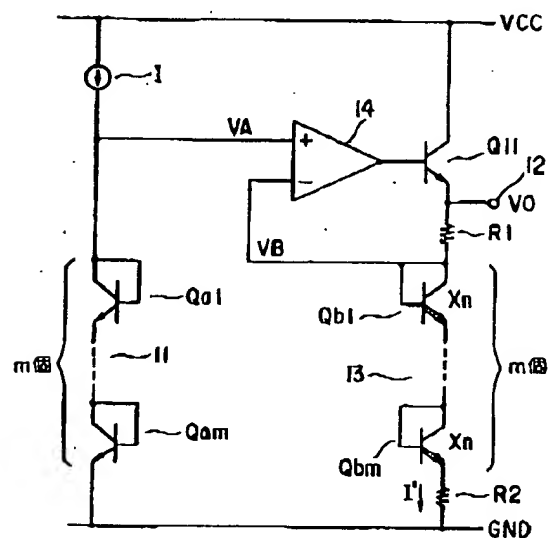 VCC
I
14
VA
Q11
12
VO
R1
VB
Qa1
Qb1
Xn
m個
11
13
m個
Qam
Qbm
Xn
I'
R2
GND